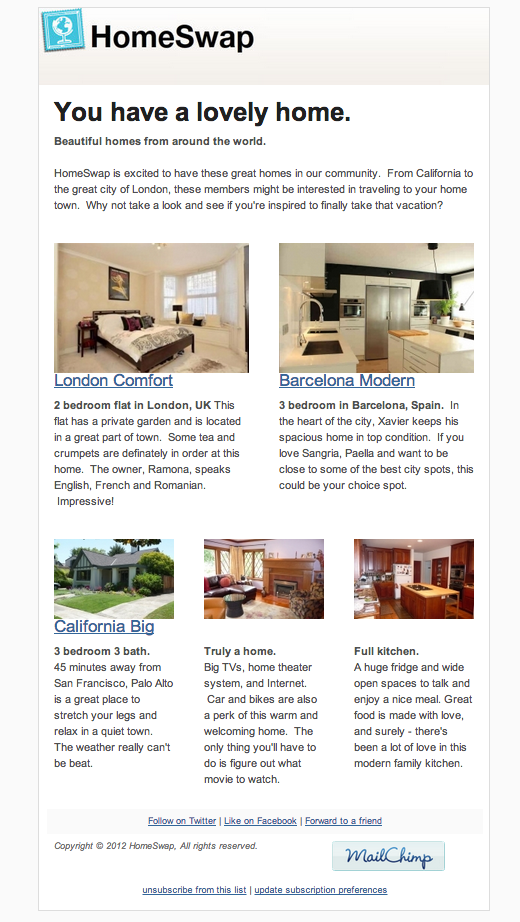 HomeSwap
You have a lovely home.
Beautiful homes from around the world.
HomeSwap is excited to have these great homes in our community.  From California to
the great city of London, these members might be interested in traveling to your home
town.  Why not take a look and see if you're inspired to finally take that vacation?
London Comfort
2 bedroom flat in London, UK This
flat has a private garden and is located
in a great part of town.  Some tea and
crumpets are definately in order at this
home.  The owner, Ramona, speaks
English, French and Romanian.
Impressive!
Barcelona Modern
3 bedroom in Barcelona, Spain.  In
the heart of the city, Xavier keeps his
spacious home in top condition.  If you
love Sangria, Paella and want to be
close to some of the best city spots, this
could be your choice spot.
California Big
3 bedroom 3 bath.
45 minutes away from
San Francisco, Palo Alto
is a great place to
stretch your legs and
relax in a quiet town.
The weather really can't
be beat.
Truly a home.
Big TVs, home theater
system, and Internet.
Car and bikes are also
a perk of this warm and
welcoming home.  The
only thing you'll have to
do is figure out what
movie to watch.
Full kitchen.
A huge fridge and wide
open spaces to talk and
enjoy a nice meal. Great
food is made with love,
and surely - there's
been a lot of love in this
modern family kitchen.
Follow on Twitter | Like on Facebook | Forward to a friend
Copyright © 2012 HomeSwap, All rights reserved.
MailChimp
unsubscribe from this list | update subscription preferences